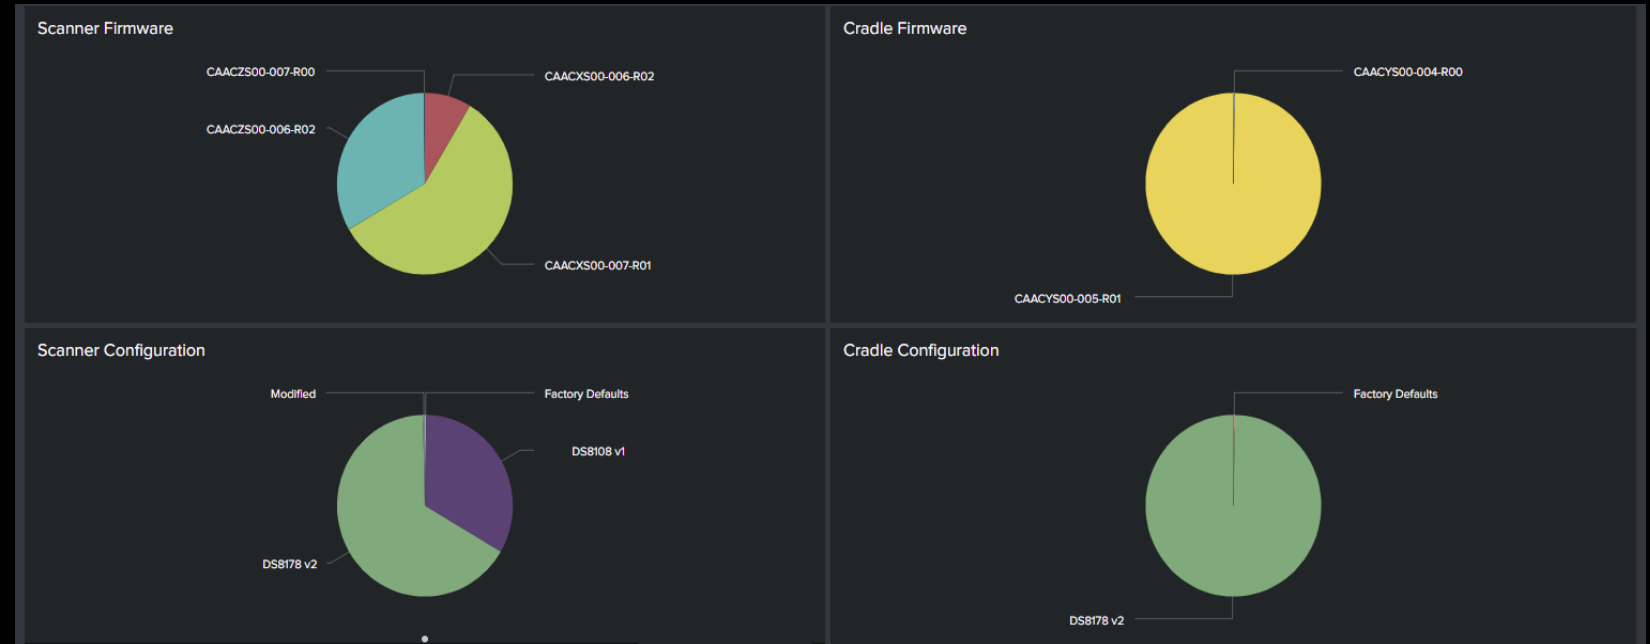 Scanner Firmware
CAACZS00-007-R00
CAACXS00-006-R02
CAACZS00-006-R02
CAACXS00-007-R01
Cradle Firmware
CAACYS00-004-R00
CAACYS00-005-R01
Scanner Configuration
Modified
Factory Defaults
DS8108 v1
DS8178 v2
Cradle Configuration
Factory Defaults
DS8178 v2